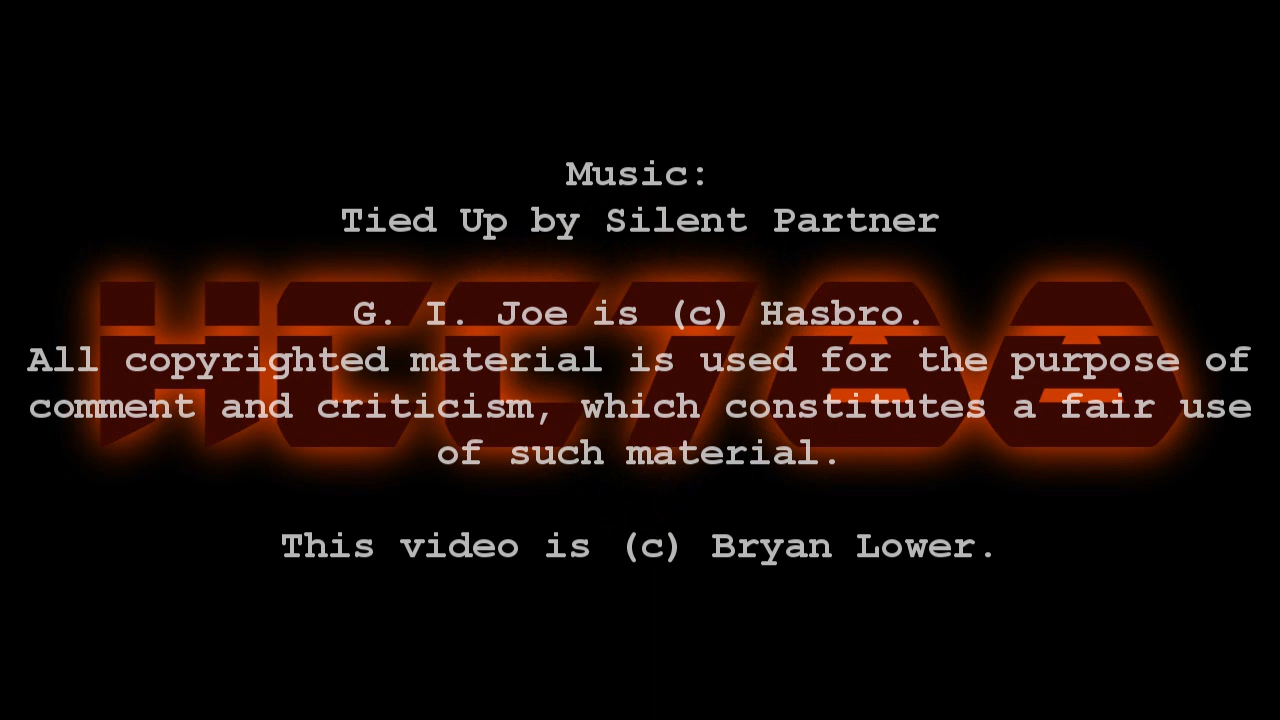 Music:
Tied Up by Silent Partner
HCC788
G. I. Joe is (c) Hasbro.
All copyrighted material is used for the purpose of
comment and criticism, which constitutes a fair use
of such material.
This video is (c) Bryan Lower.